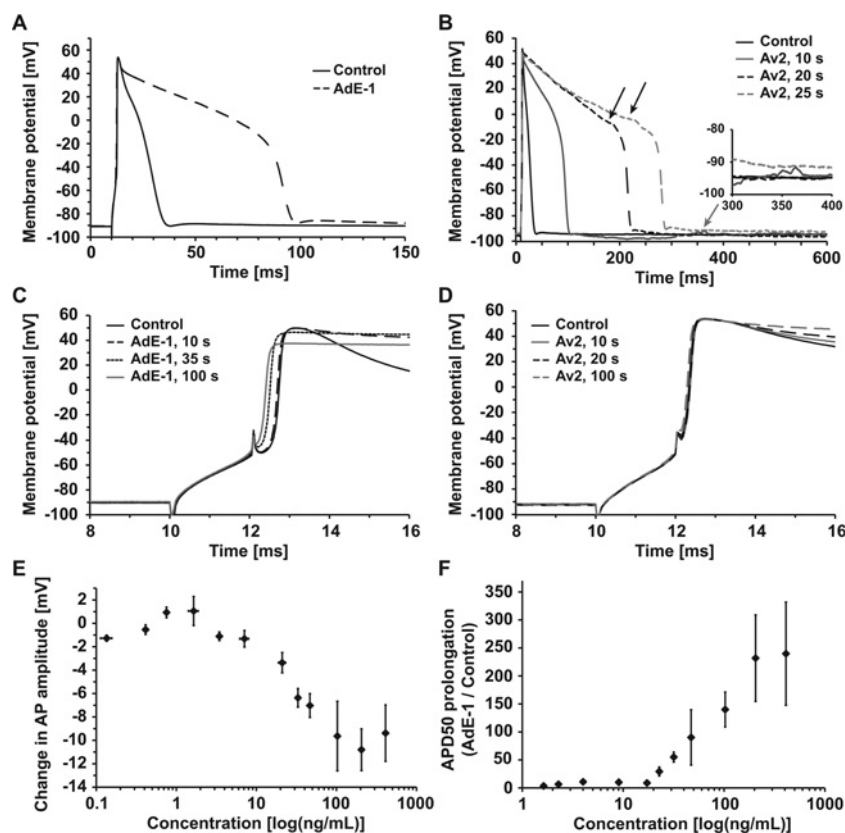 A
Membrane potential [mV]
60
40
20
0
-20
-40
-60
-80
-100
Control
AdE-1
0 50 100 150
Time [ms]
B
Membrane potential [mV]
60
40
20
0
-20
-40
-60
-80
-100
Control
Av2, 10 s
Av2, 20 s
Av2, 25 s
-80
-90
-100
300 350 400
0 200 400 600
Time [ms]
C
Membrane potential [mV]
60
40
20
0
-20
-40
-60
-80
-100
Control
AdE-1, 10 s
AdE-1, 35 s
AdE-1, 100 s
8 10 12 14 16
Time [ms]
D
Membrane potential [mV]
60
40
20
0
-20
-40
-60
-80
-100
Control
Av2, 10 s
Av2, 20 s
Av2, 100 s
8 10 12 14 16
Time [ms]
E
Change in AP amplitude [mV]
2
0
-2
-4
-6
-8
-10
-12
-14
0.1 1 10 100 1000
Concentration [log(ng/mL)]
F
APD50 prolongation
(AdE-1 / Control)
350
300
250
200
150
100
50
0
1 10 100 1000
Concentration [log(ng/mL)]